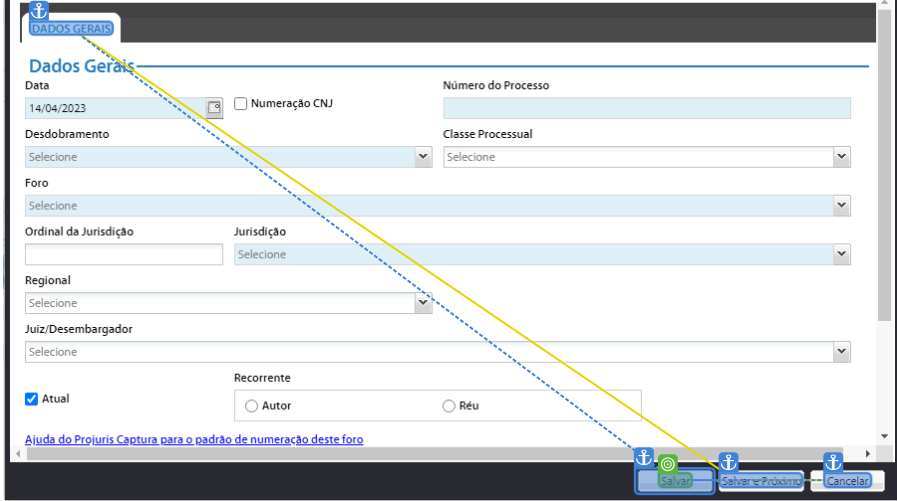 DADOS GERAIS
Dados Gerais
Data
Número do Processo
14/04/2023
Numeração CNJ
Desdobramento
Classe Processual
Selecione
Selecione
Foro
Selecione
Ordinal da Jurisdição
Jurisdição
Selecione
Regional
Selecione
Juiz/Desembargador
Selecione
Recorrente
Atual
Autor
Réu
Ajuda do Projuris Captura para o padrão de numeração deste foro
Salvar
Salvar e Próximo
Cancelar